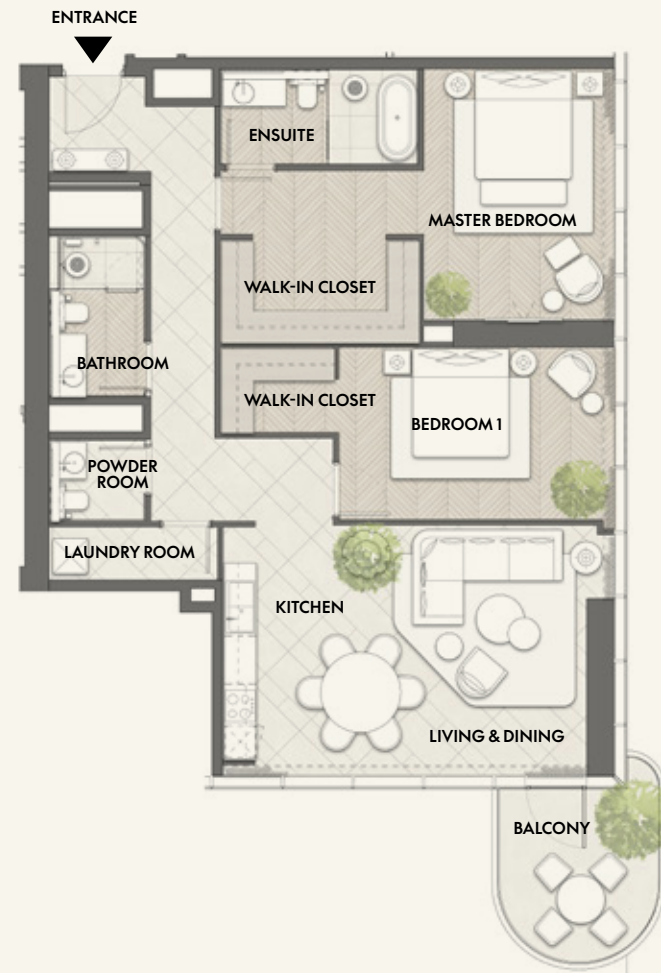 ENTRANCE
ENSUITE
MASTER BEDROOM
WALK-IN CLOSET
BATHROOM
WALK-IN CLOSET
BEDROOM 1
POWDER
ROOM
LAUNDRY ROOM
KITCHEN
LIVING & DINING
BALCONY